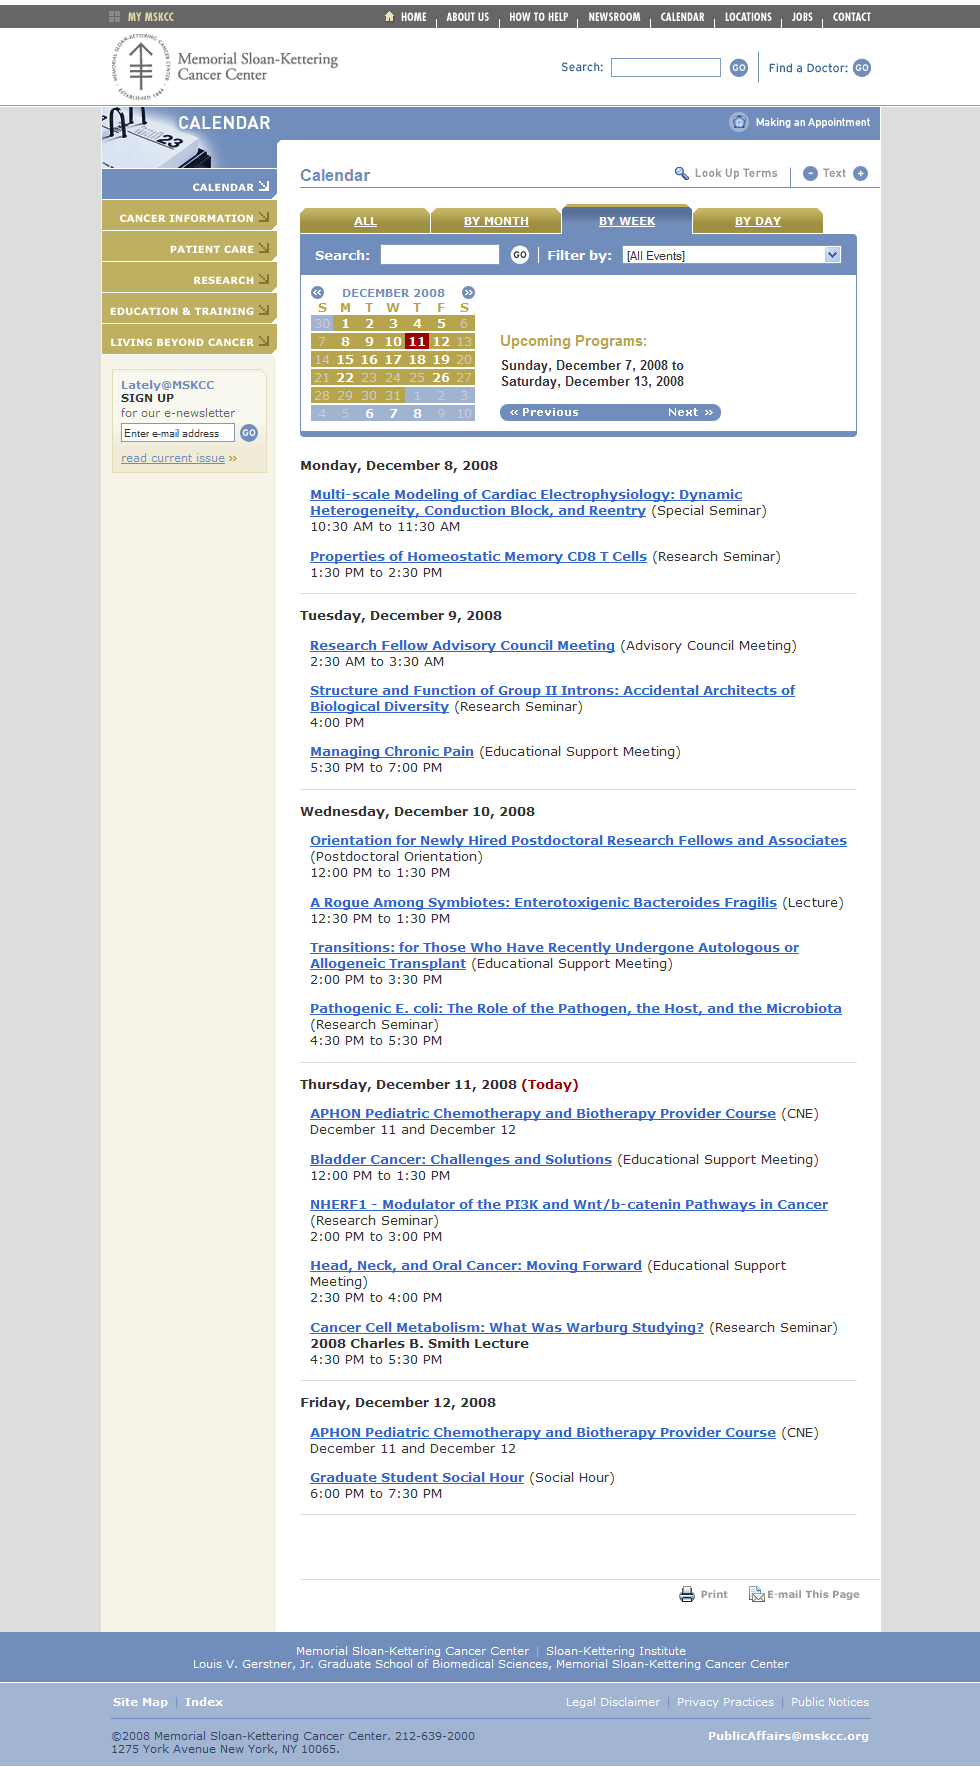 MY MSKCC
HOME ABOUT US HOW TO HELP NEWSROOM CALENDAR LOCATIONS JOBS CONTACT
MEMORIAL SLOAN-KETTERING CANCER CENTER
ESTABLISHED 1884
Memorial Sloan-Kettering
Cancer Center
Search: GO Find a Doctor: GO
CALENDAR
23
Making an Appointment
CALENDAR
CANCER INFORMATION
PATIENT CARE
RESEARCH
EDUCATION & TRAINING
LIVING BEYOND CANCER
Lately@MSKCC
SIGN UP
for our e-newsletter
Enter e-mail address GO
read current issue »
Calendar
Look Up Terms - Text +
ALL BY MONTH BY WEEK BY DAY
Search: GO Filter by: [All Events]
« DECEMBER 2008 »
S M T W T F S
30 1 2 3 4 5 6
7 8 9 10 11 12 13
14 15 16 17 18 19 20
21 22 23 24 25 26 27
28 29 30 31 1 2 3
4 5 6 7 8 9 10
Upcoming Programs:
Sunday, December 7, 2008 to
Saturday, December 13, 2008
« Previous Next »
Monday, December 8, 2008
Multi-scale Modeling of Cardiac Electrophysiology: Dynamic
Heterogeneity, Conduction Block, and Reentry (Special Seminar)
10:30 AM to 11:30 AM
Properties of Homeostatic Memory CD8 T Cells (Research Seminar)
1:30 PM to 2:30 PM
Tuesday, December 9, 2008
Research Fellow Advisory Council Meeting (Advisory Council Meeting)
2:30 AM to 3:30 AM
Structure and Function of Group II Introns: Accidental Architects of
Biological Diversity (Research Seminar)
4:00 PM
Managing Chronic Pain (Educational Support Meeting)
5:30 PM to 7:00 PM
Wednesday, December 10, 2008
Orientation for Newly Hired Postdoctoral Research Fellows and Associates
(Postdoctoral Orientation)
12:00 PM to 1:30 PM
A Rogue Among Symbiotes: Enterotoxigenic Bacteroides Fragilis (Lecture)
12:30 PM to 1:30 PM
Transitions: for Those Who Have Recently Undergone Autologous or
Allogeneic Transplant (Educational Support Meeting)
2:00 PM to 3:30 PM
Pathogenic E. coli: The Role of the Pathogen, the Host, and the Microbiota
(Research Seminar)
4:30 PM to 5:30 PM
Thursday, December 11, 2008 (Today)
APHON Pediatric Chemotherapy and Biotherapy Provider Course (CNE)
December 11 and December 12
Bladder Cancer: Challenges and Solutions (Educational Support Meeting)
12:00 PM to 1:30 PM
NHERF1 - Modulator of the PI3K and Wnt/b-catenin Pathways in Cancer
(Research Seminar)
2:00 PM to 3:00 PM
Head, Neck, and Oral Cancer: Moving Forward (Educational Support
Meeting)
2:30 PM to 4:00 PM
Cancer Cell Metabolism: What Was Warburg Studying? (Research Seminar)
2008 Charles B. Smith Lecture
4:30 PM to 5:30 PM
Friday, December 12, 2008
APHON Pediatric Chemotherapy and Biotherapy Provider Course (CNE)
December 11 and December 12
Graduate Student Social Hour (Social Hour)
6:00 PM to 7:30 PM
Print E-mail This Page
Memorial Sloan-Kettering Cancer Center | Sloan-Kettering Institute
Louis V. Gerstner, Jr. Graduate School of Biomedical Sciences, Memorial Sloan-Kettering Cancer Center
Site Map | Index Legal Disclaimer | Privacy Practices | Public Notices
©2008 Memorial Sloan-Kettering Cancer Center. 212-639-2000 PublicAffairs@mskcc.org
1275 York Avenue New York, NY 10065.